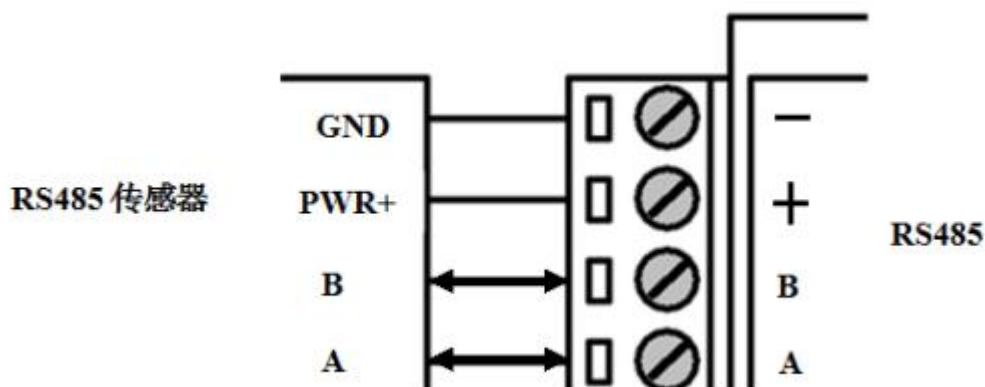 GND
−
RS485 传感器
PWR+
+
RS485
B
B
A
A